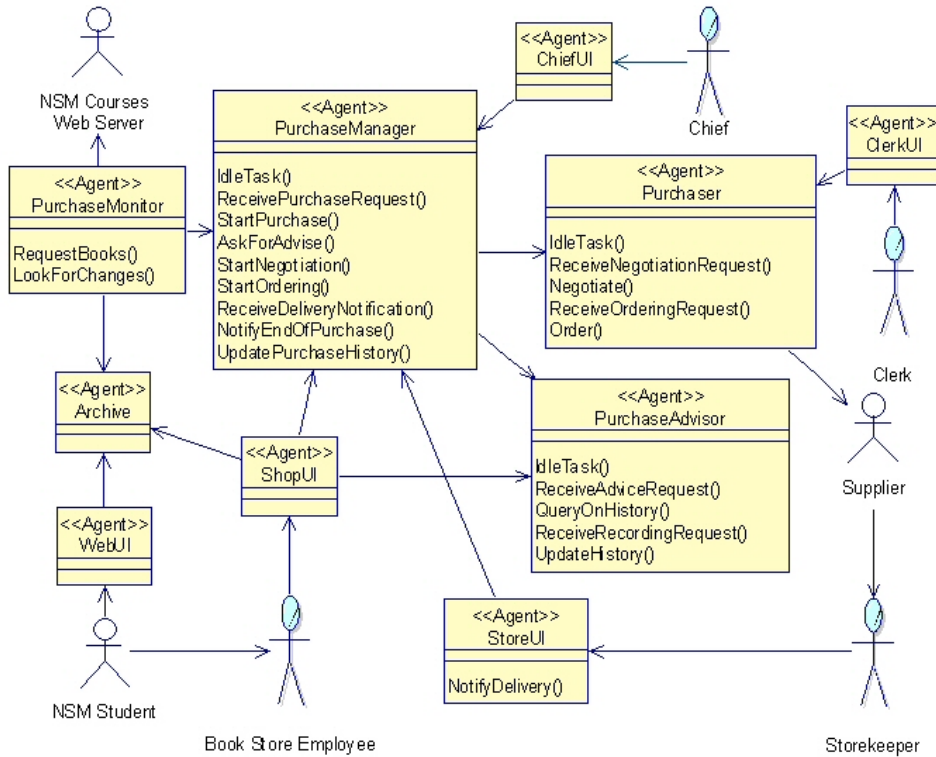 NSM Courses
Web Server
<<Agent>>
ChiefUI
Chief
<<Agent>>
PurchaseManager
IdleTask()
ReceivePurchaseRequest()
StartPurchase()
AskForAdvise()
StartNegotiation()
StartOrdering()
ReceiveDeliveryNotification()
NotifyEndOfPurchase()
UpdatePurchaseHistory()
<<Agent>>
ClerkUI
<<Agent>>
PurchaseMonitor
RequestBooks()
LookForChanges()
<<Agent>>
Purchaser
IdleTask()
ReceiveNegotiationRequest()
Negotiate()
ReceiveOrderingRequest()
Order()
Clerk
<<Agent>>
Archive
<<Agent>>
ShopUI
<<Agent>>
PurchaseAdvisor
IdleTask()
ReceiveAdviceRequest()
QueryOnHistory()
ReceiveRecordingRequest()
UpdateHistory()
Supplier
<<Agent>>
WebUI
<<Agent>>
StoreUI
NotifyDelivery()
NSM Student
Book Store Employee
Storekeeper